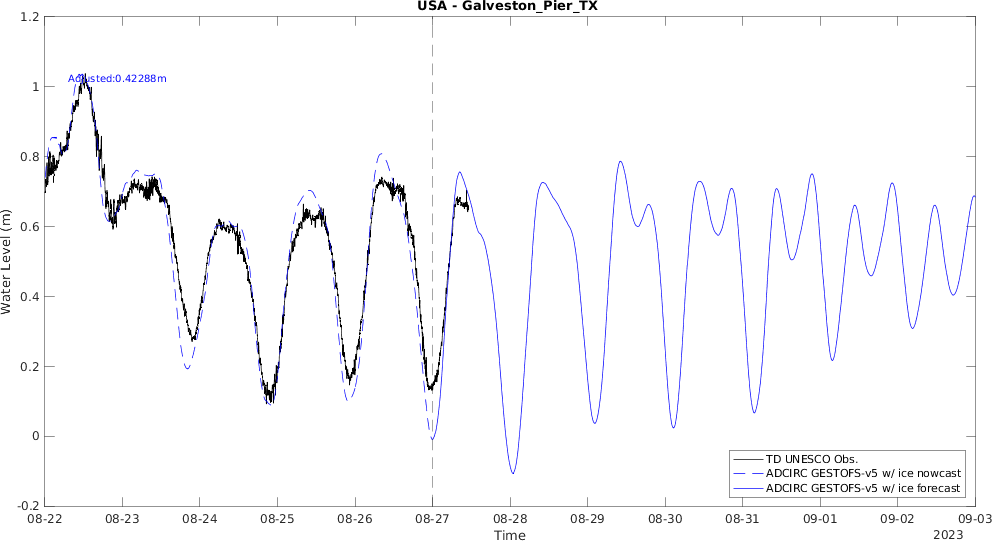 USA - Galveston_Pier_TX
1.2
Adjusted:0.42288m
1
0.8
0.6
Water Level (m)
0.4
0.2
0
TD UNESCO Obs.
ADCIRC GESTOFS-v5 w/ ice nowcast
ADCIRC GESTOFS-v5 w/ ice forecast
-0.2
08-22 08-23 08-24 08-25 08-26 08-27 08-28 08-29 08-30 08-31 09-01 09-02 09-03
Time
2023